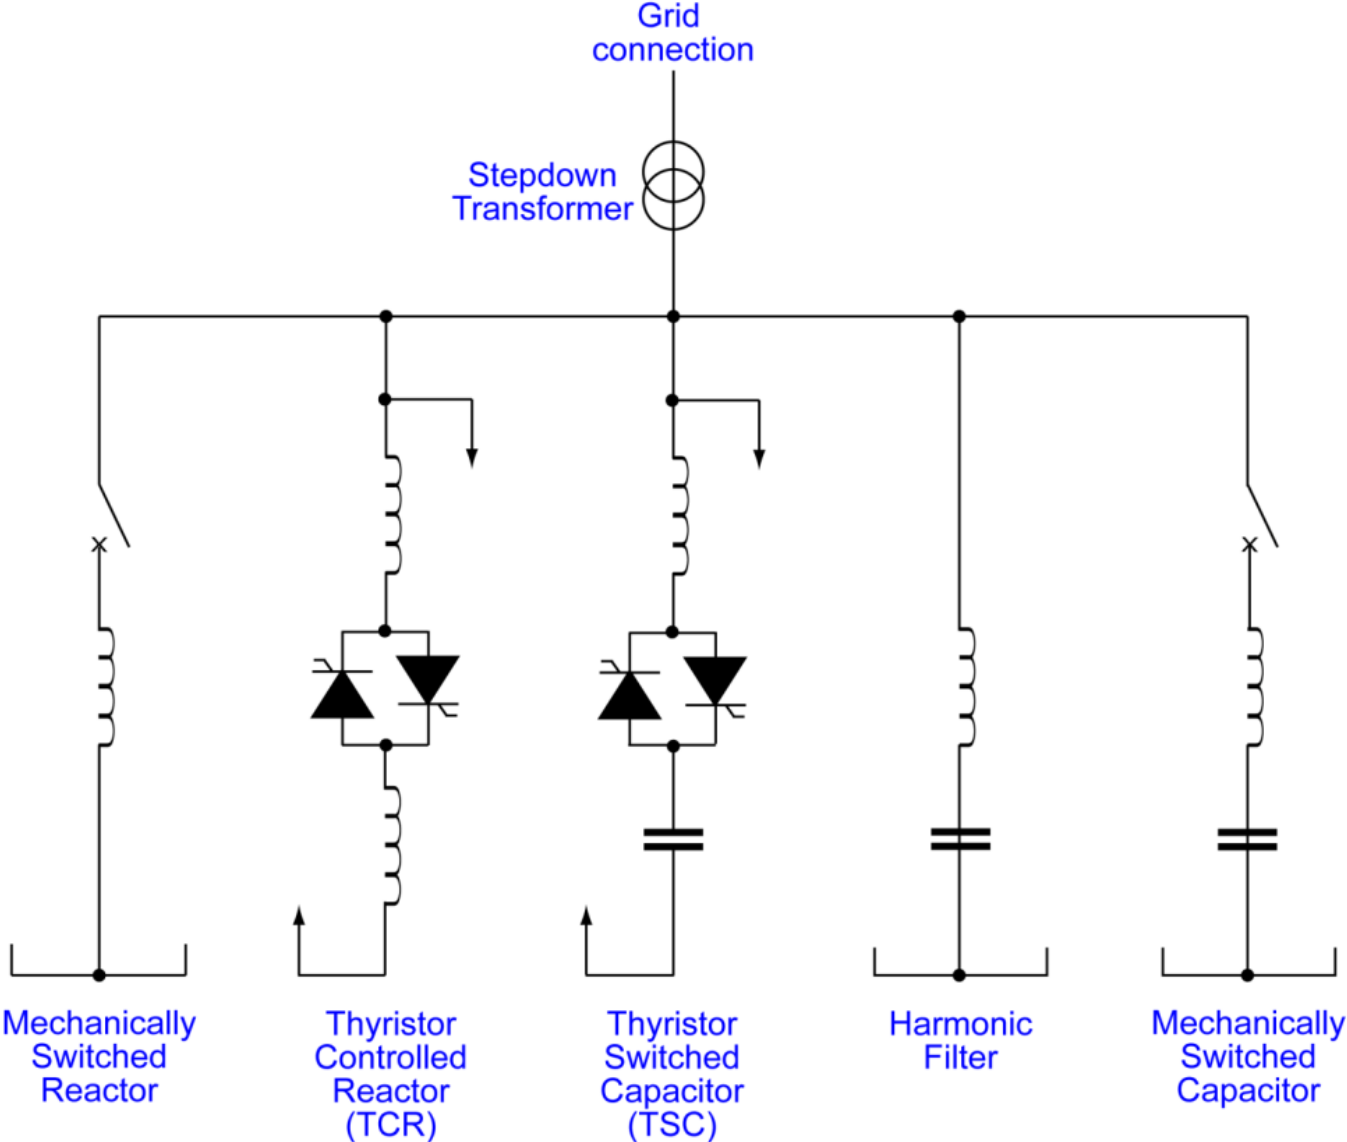 Grid
connection
Stepdown
Transformer
Mechanically
Switched
Reactor
Thyristor
Controlled
Reactor
(TCR)
Thyristor
Switched
Capacitor
(TSC)
Harmonic
Filter
Mechanically
Switched
Capacitor